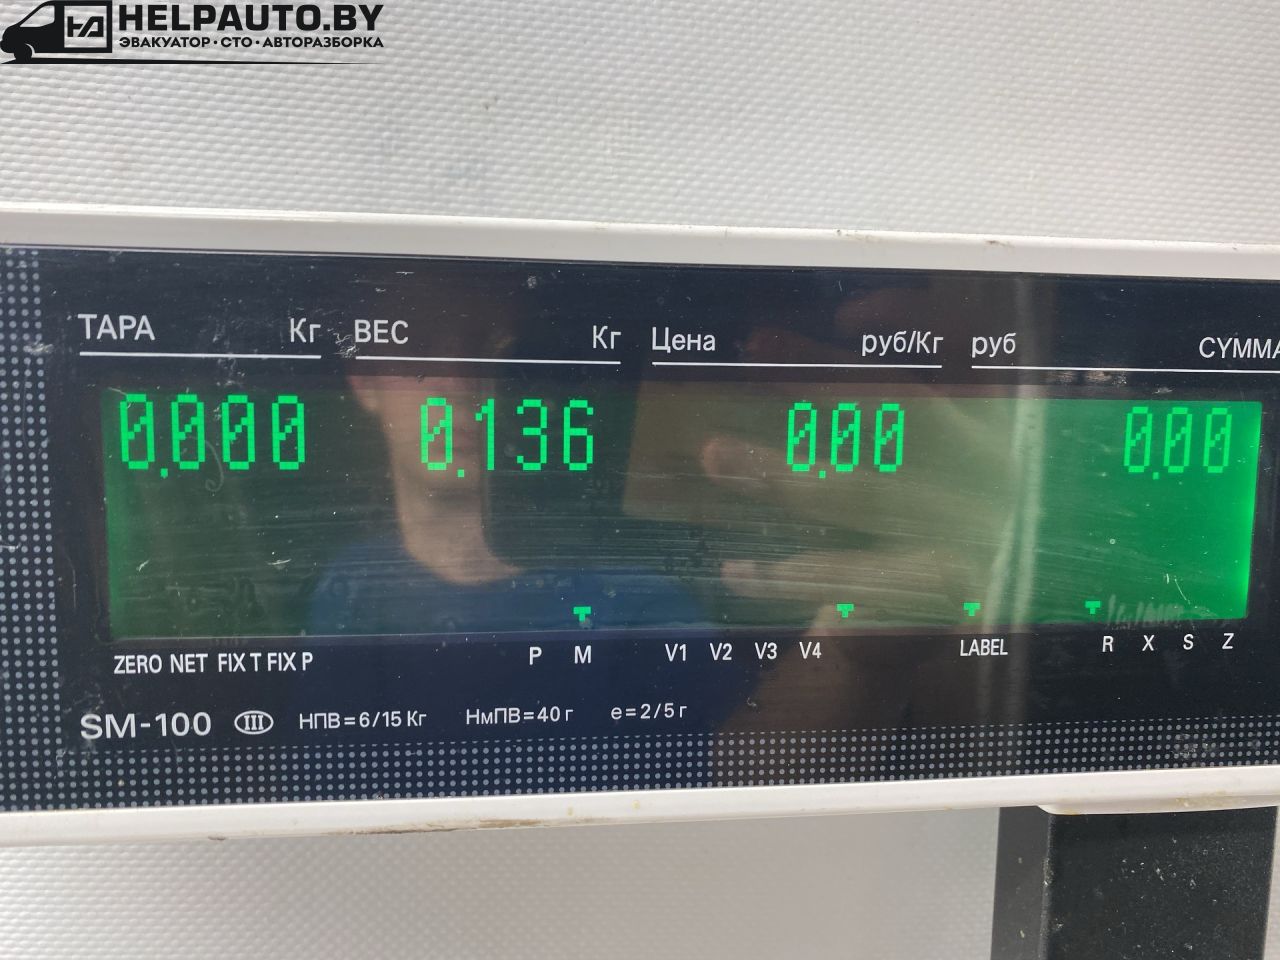 HELPAUTO.BY
ЭВАКУАТОР·СТО·АВТОРАЗБОРКА
ТАРА Кг ВЕС Кг Цена руб/Кг руб СУММА
0.000 0.136 0.00 0.00
ZERO NET FIX T FIX P P M V1 V2 V3 V4 LABEL R X S Z
SM-100 III НПВ=6/15 Кг НмПВ=40 г e=2/5 г